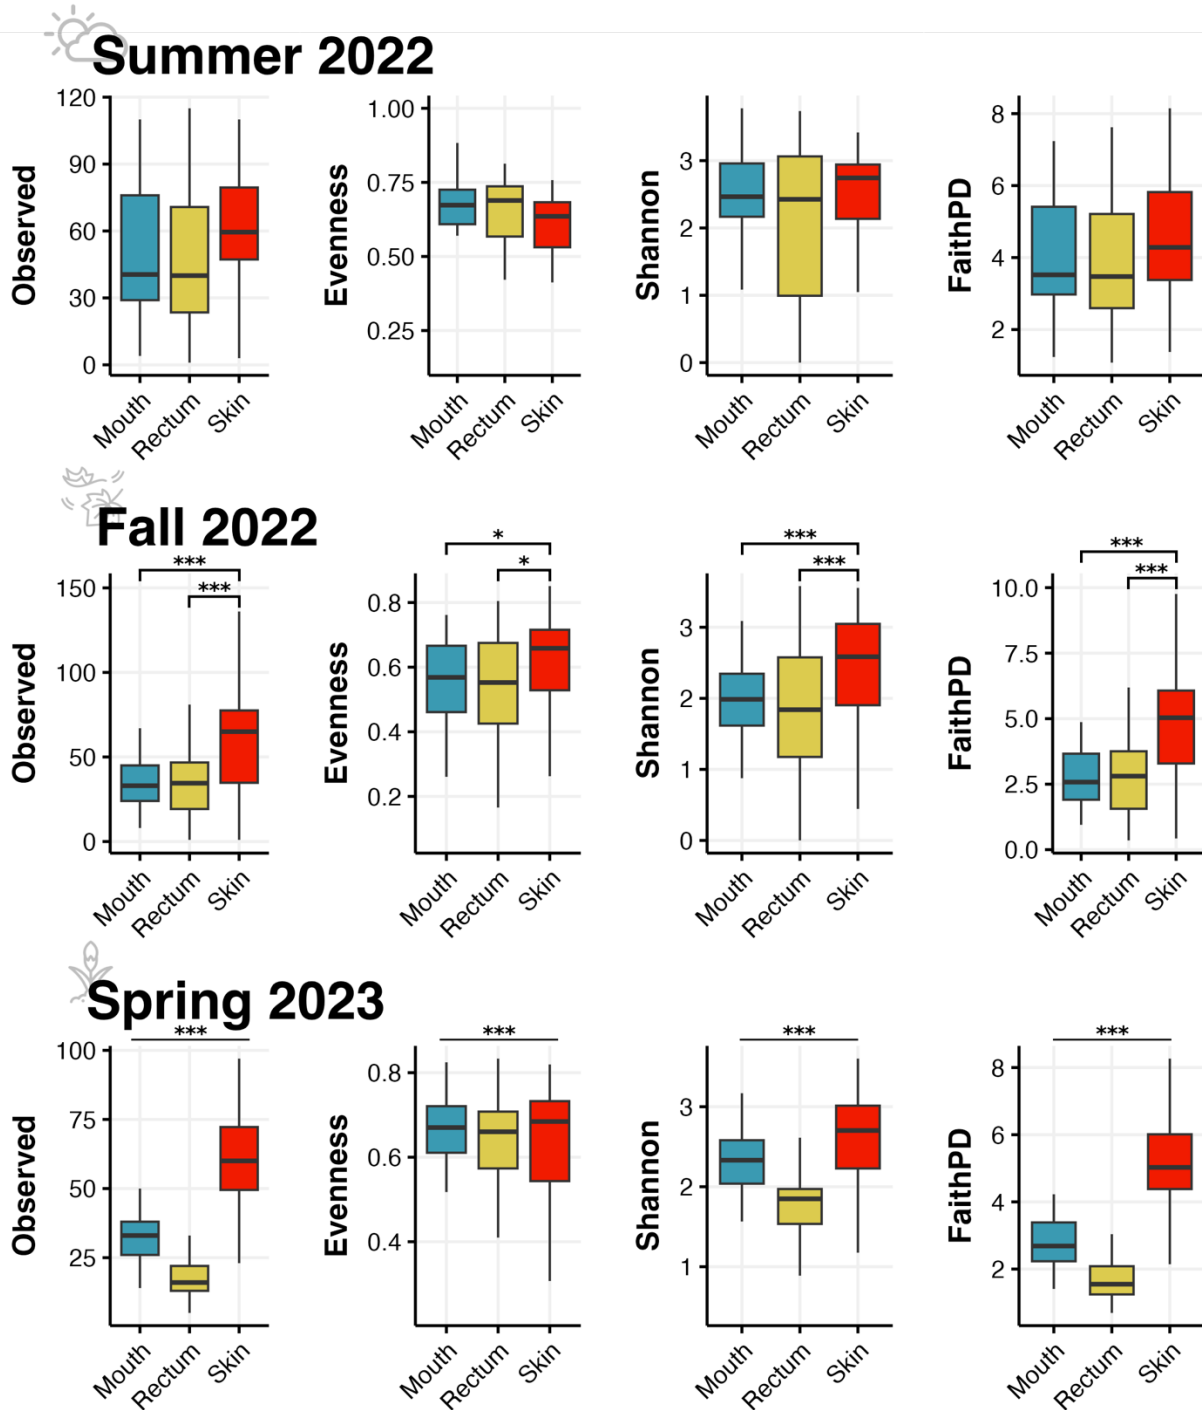 Summer 2022
Observed
120
90
60
30
0
Mouth
Rectum
Skin
Evenness
1.00
0.75
0.50
0.25
Mouth
Rectum
Skin
Shannon
3
2
1
0
Mouth
Rectum
Skin
FaithPD
8
6
4
2
Mouth
Rectum
Skin
Fall 2022
Observed
150
100
50
0
***
***
Mouth
Rectum
Skin
Evenness
0.8
0.6
0.4
0.2
*
*
Mouth
Rectum
Skin
Shannon
3
2
1
0
***
***
Mouth
Rectum
Skin
FaithPD
10.0
7.5
5.0
2.5
0.0
***
***
Mouth
Rectum
Skin
Spring 2023
Observed
100
75
50
25
***
Mouth
Rectum
Skin
Evenness
0.8
0.6
0.4
***
Mouth
Rectum
Skin
Shannon
3
2
1
***
Mouth
Rectum
Skin
FaithPD
8
6
4
2
***
Mouth
Rectum
Skin